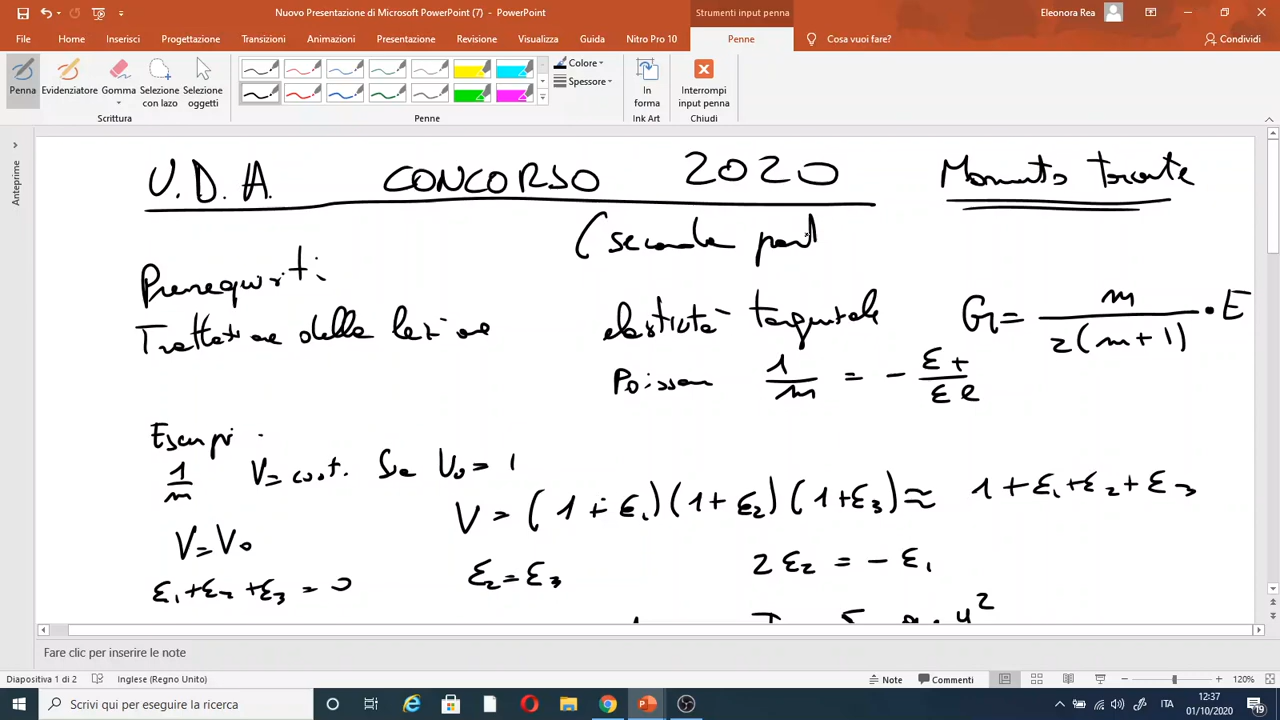 Nuovo Presentazione di Microsoft PowerPoint (7) - PowerPoint
Strumenti input penna
Eleonora Rea
File Home Inserisci Progettazione Transizioni Animazioni Presentazione Revisione Visualizza Guida Nitro Pro 10 Penne Cosa vuoi fare? Condividi
Penna Evidenziatore Gomma Selezione con lazo Selezione oggetti
Colore
Spessore
In forma
Interrompi input penna
Scrittura Penne Ink Art Chiudi
Anteprime
U.D.A. CONCORSO 2020 Momento torcente
(seconda part
Prerequisiti
Trattazione della lezione
elasticità tangenziale G = m / 2(m+1) · E
Poisson 1/m = - εt / εl
Esempi:
1/m V = cost. Se V0 = 1
V = (1+ε1)(1+ε2)(1+ε3) ≈ 1+ε1+ε2+ε3
V = V0
ε1+ε2+ε3 = 0
ε2 = ε3
2ε2 = - ε1
Fare clic per inserire le note
Diapositiva 1 di 2 Inglese (Regno Unito) Note Commenti 120%
Scrivi qui per eseguire la ricerca
ITA
12:37
01/10/2020
19